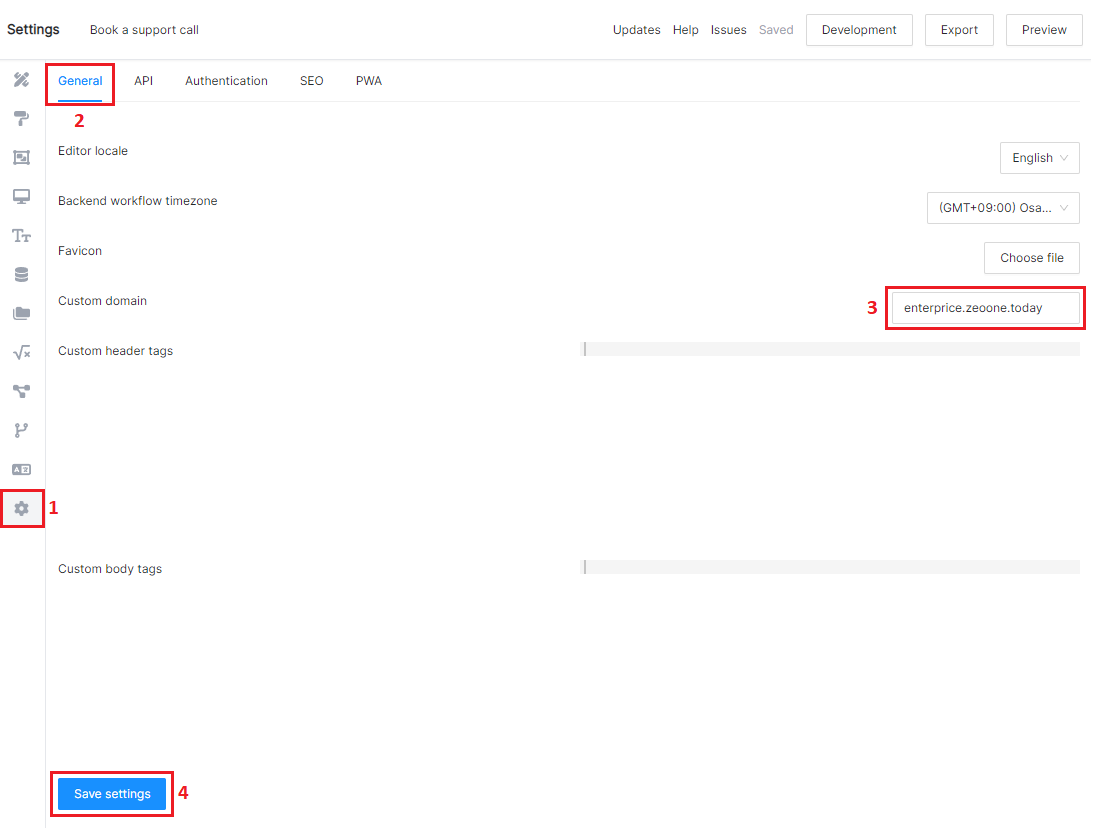 Settings Book a support call Updates Help Issues Saved Development Export Preview
General API Authentication SEO PWA
2
Editor locale English
Backend workflow timezone (GMT+09:00) Osa...
Favicon Choose file
Custom domain 3 enterprice.zeoone.today
Custom header tags
1
Custom body tags
Save settings 4